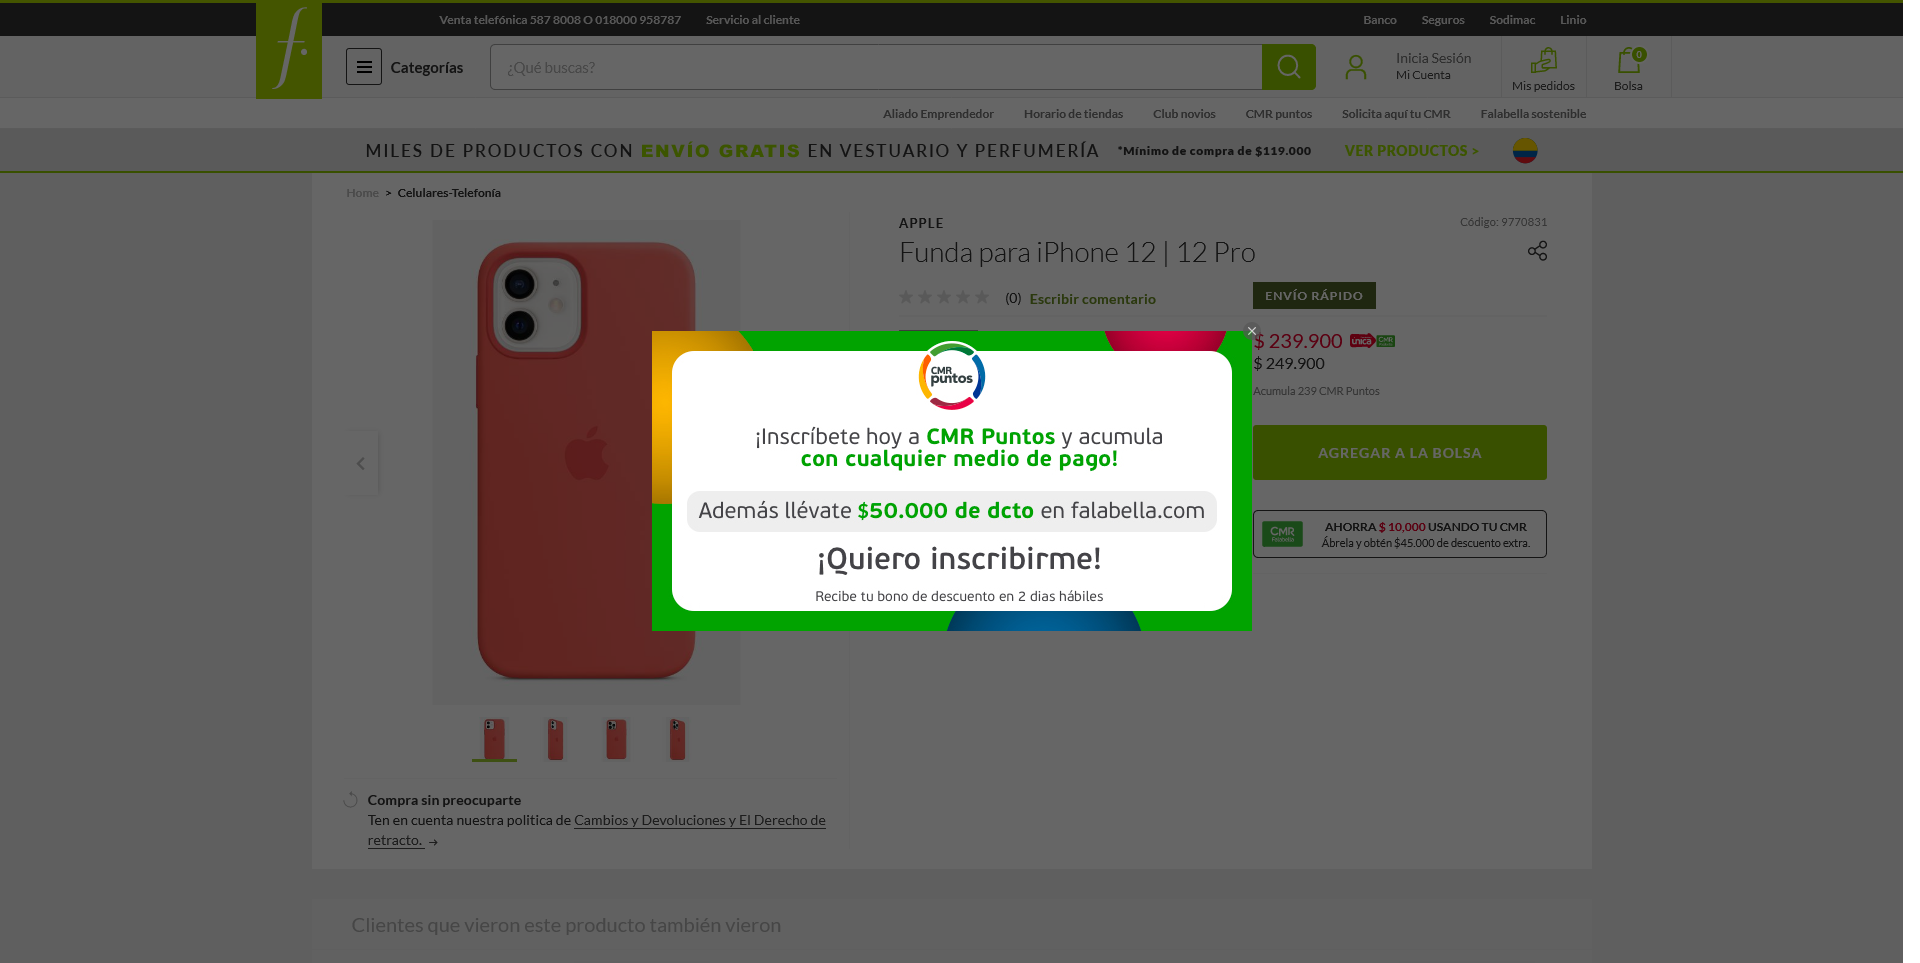 Venta telefónica 587 8008 O 018000 958787 Servicio al cliente Banco Seguros Sodimac Linio
f.
Categorías ¿Qué buscas? Inicia Sesión
Mi Cuenta
Mis pedidos
0
Bolsa
Aliado Emprendedor Horario de tiendas Club novios CMR puntos Solicita aquí tu CMR Falabella sostenible
MILES DE PRODUCTOS CON ENVÍO GRATIS EN VESTUARIO Y PERFUMERÍA *Mínimo de compra de $119.000 VER PRODUCTOS >
Home > Celulares-Telefonía
APPLE Código: 9770831
Funda para iPhone 12 | 12 Pro
(0) Escribir comentario ENVÍO RÁPIDO
$ 239.900 única CMR
$ 249.900
Acumula 239 CMR Puntos
AGREGAR A LA BOLSA
CMR
Falabella
AHORRA $ 10,000 USANDO TU CMR
Ábrela y obtén $45.000 de descuento extra.
CMR
puntos
¡Inscríbete hoy a CMR Puntos y acumula
con cualquier medio de pago!
Además llévate $50.000 de dcto en falabella.com
¡Quiero inscribirme!
Recibe tu bono de descuento en 2 dias hábiles
Compra sin preocuparte
Ten en cuenta nuestra politica de Cambios y Devoluciones y El Derecho de
retracto. →
Clientes que vieron este producto también vieron